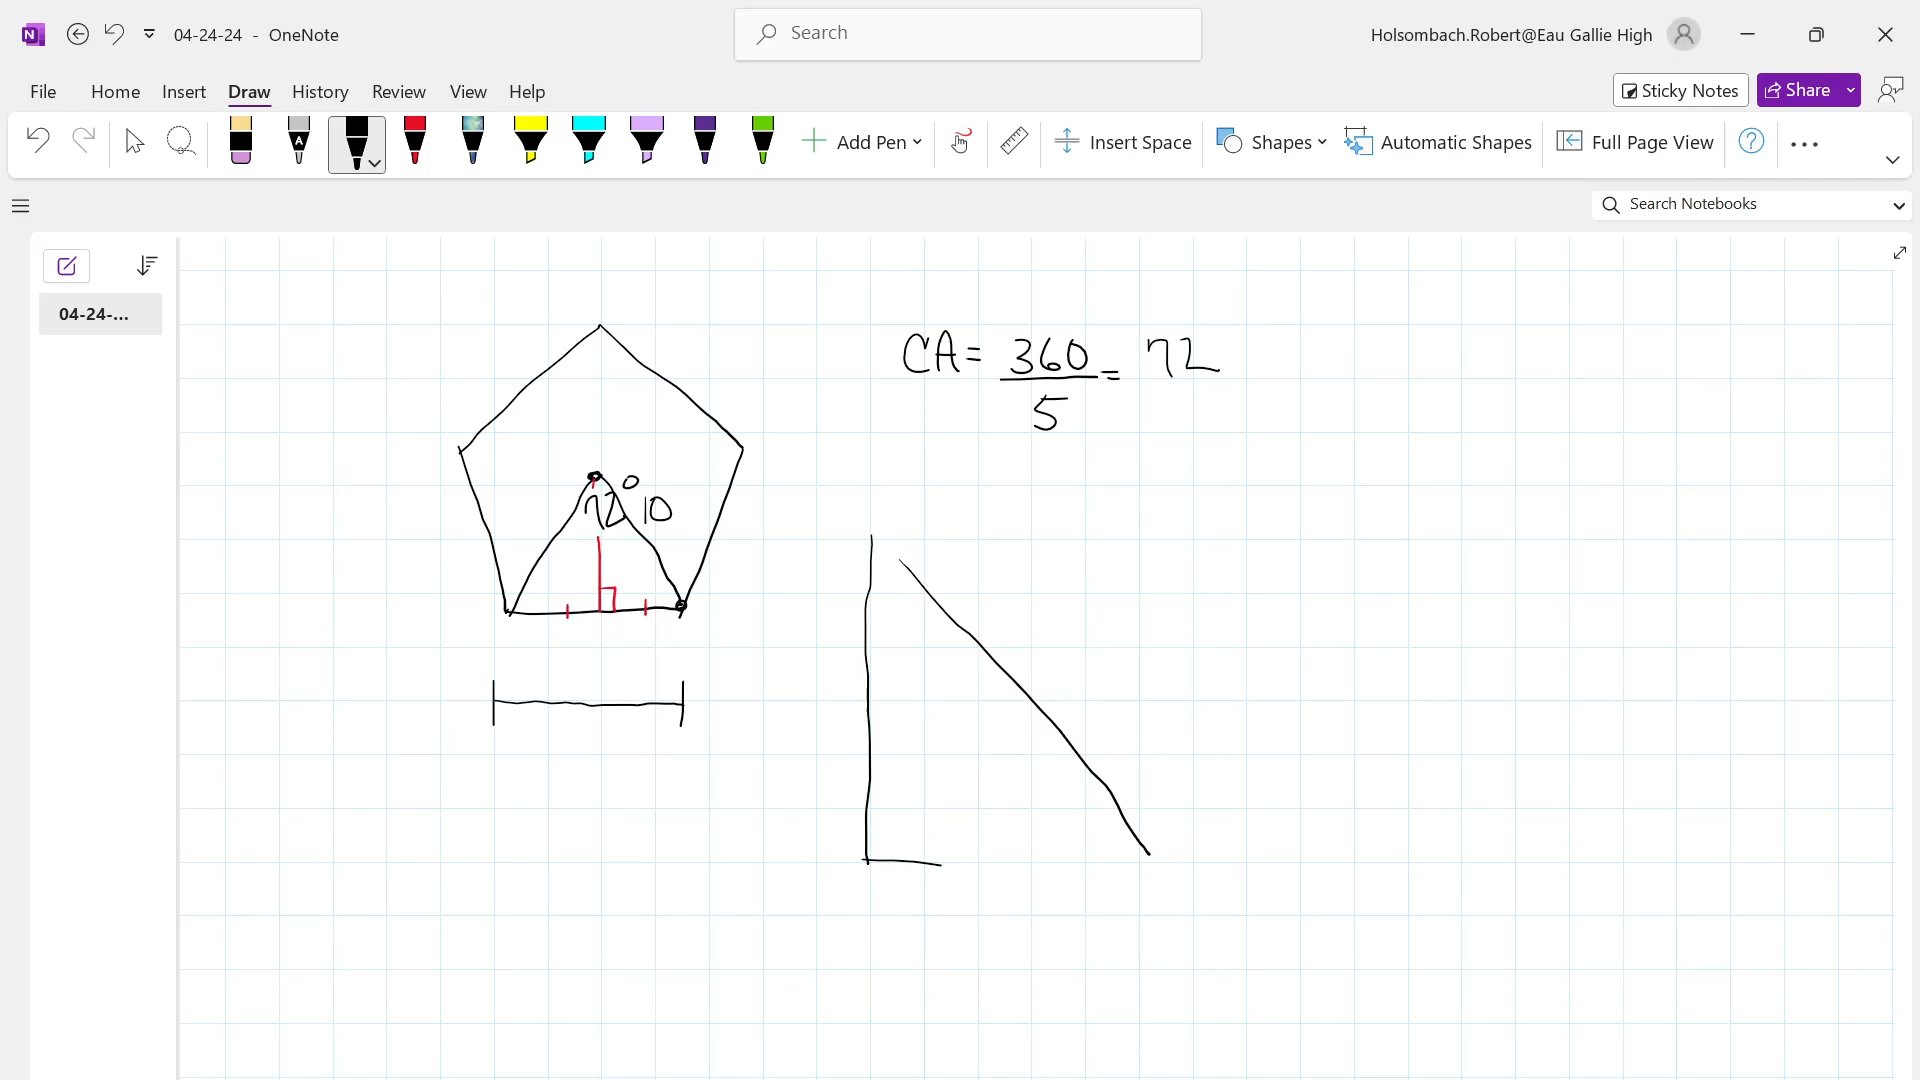 04-24-24 - OneNote
Search
Holsombach.Robert@Eau Gallie High
File Home Insert Draw History Review View Help
Sticky Notes
Share
A
Add Pen
Insert Space
Shapes
Automatic Shapes
Full Page View
?
Search Notebooks
04-24-...
CA = 360/5 = 72
72° 10